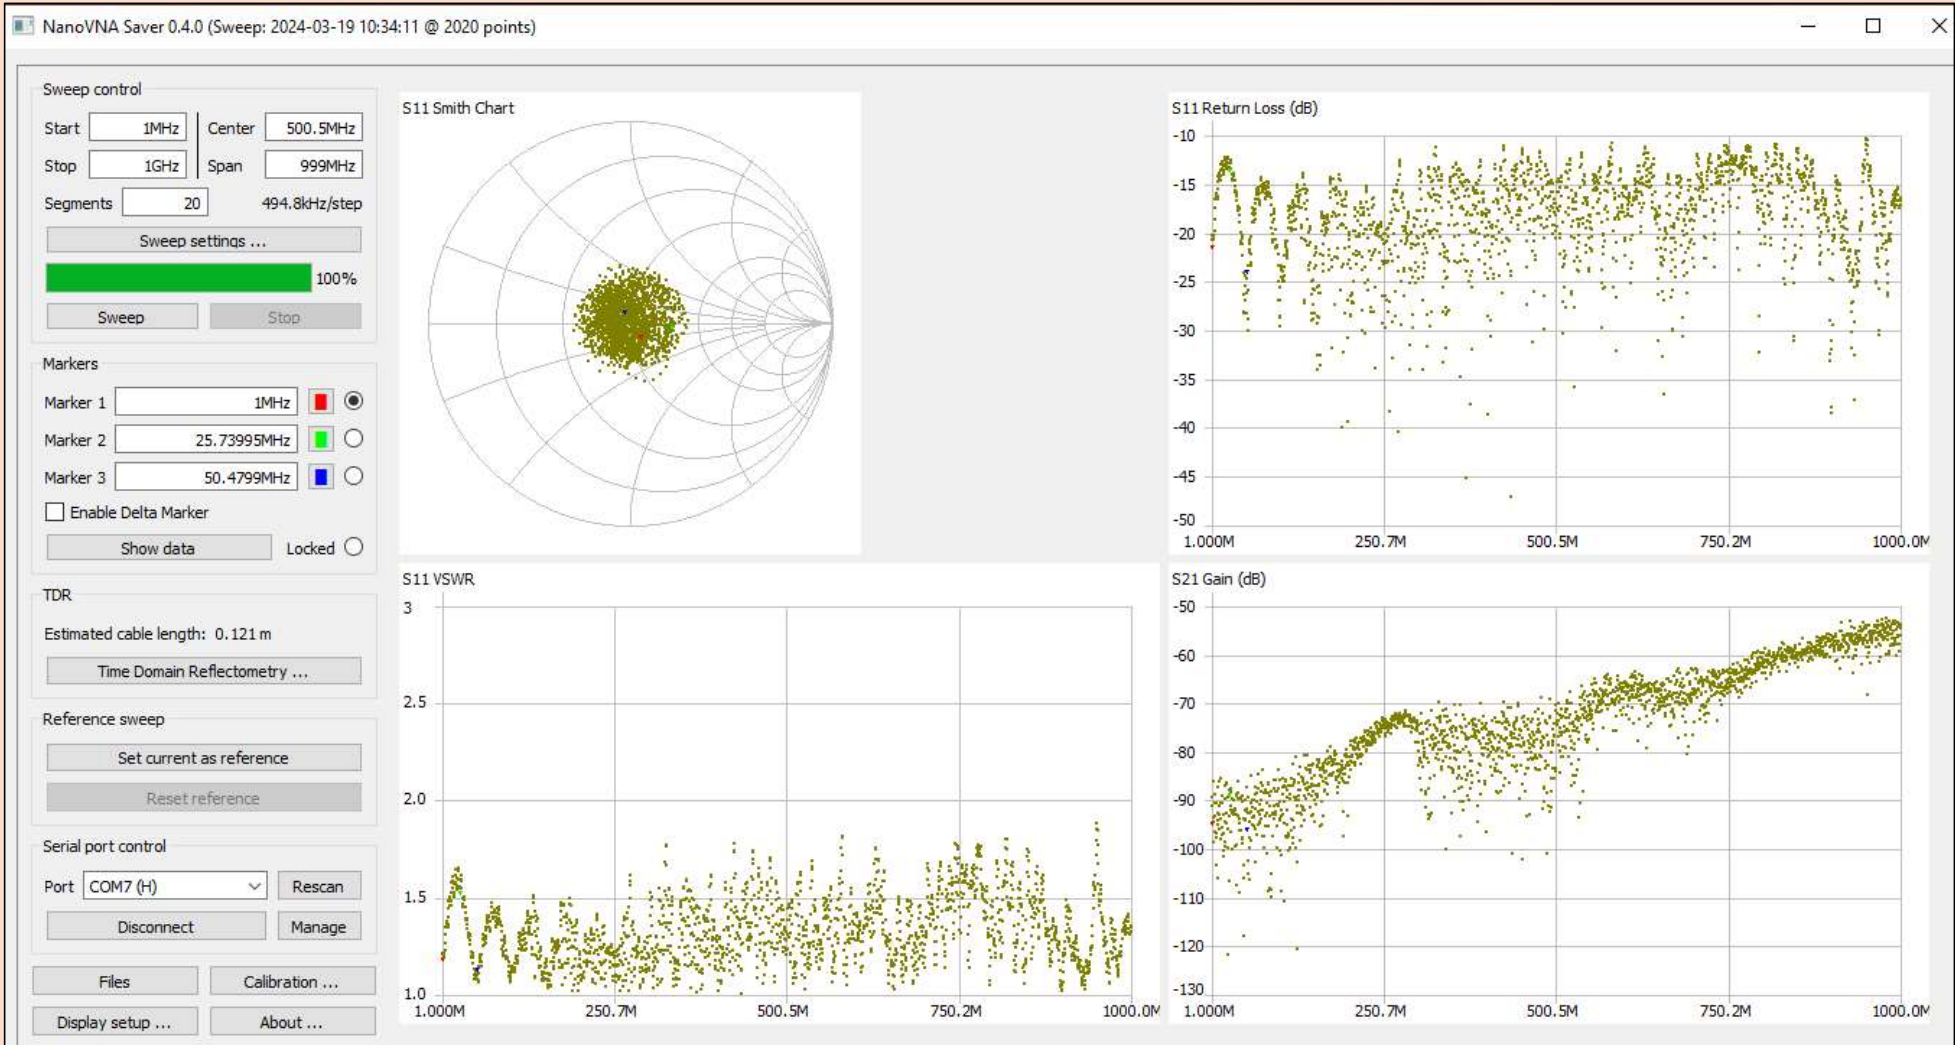 NanoVNA Saver 0.4.0 (Sweep: 2024-03-19 10:34:11 @ 2020 points)
Sweep control
Start 1MHz Center 500.5MHz
Stop 1GHz Span 999MHz
Segments 20 494.8kHz/step
Sweep settings ...
100%
Sweep Stop
Markers
Marker 1 1MHz
Marker 2 25.73995MHz
Marker 3 50.4799MHz
Enable Delta Marker
Show data Locked
TDR
Estimated cable length: 0.121 m
Time Domain Reflectometry ...
Reference sweep
Set current as reference
Reset reference
Serial port control
Port COM7 (H) Rescan
Disconnect Manage
Files Calibration ...
Display setup ... About ...
S11 Smith Chart
S11 Return Loss (dB)
-10
-15
-20
-25
-30
-35
-40
-45
-50
1.000M 250.7M 500.5M 750.2M 1000.0M
S11 VSWR
3
2.5
2.0
1.5
1.0
1.000M 250.7M 500.5M 750.2M 1000.0M
S21 Gain (dB)
-50
-60
-70
-80
-90
-100
-110
-120
-130
1.000M 250.7M 500.5M 750.2M 1000.0M